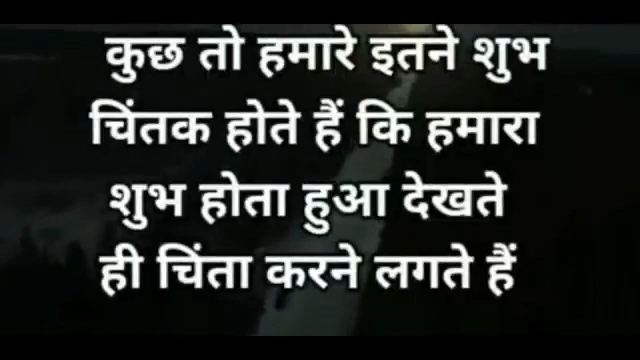 कुछ तो हमारे इतने शुभ
चिंतक होते हैं कि हमारा
शुभ होता हुआ देखते
ही चिंता करने लगते हैं